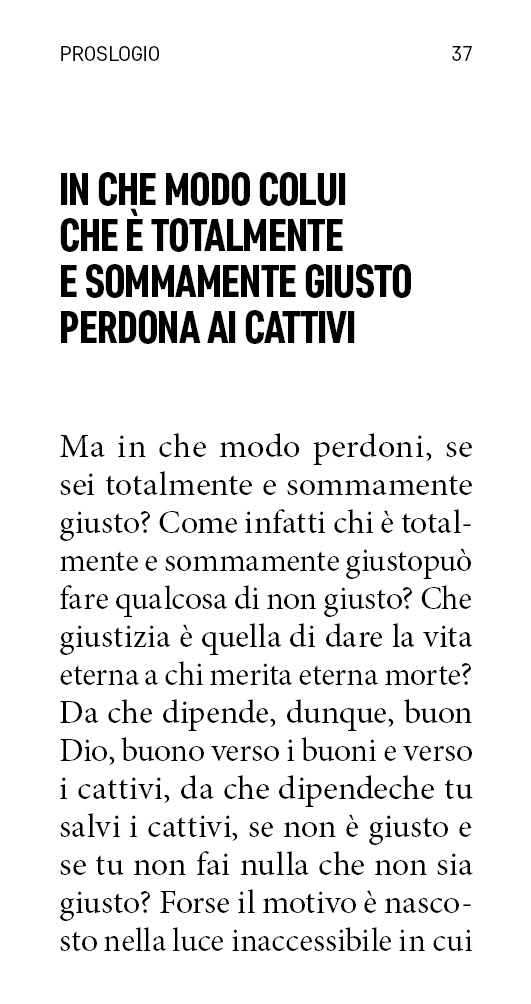 PROSLOGIO 37
IN CHE MODO COLUI
CHE È TOTALMENTE
E SOMMAMENTE GIUSTO
PERDONA AI CATTIVI
Ma in che modo perdoni, se
sei totalmente e sommamente
giusto? Come infatti chi è total-
mente e sommamente giustopuò
fare qualcosa di non giusto? Che
giustizia è quella di dare la vita
eterna a chi merita eterna morte?
Da che dipende, dunque, buon
Dio, buono verso i buoni e verso
i cattivi, da che dipendeche tu
salvi i cattivi, se non è giusto e
se tu non fai nulla che non sia
giusto? Forse il motivo è nasco-
sto nella luce inaccessibile in cui